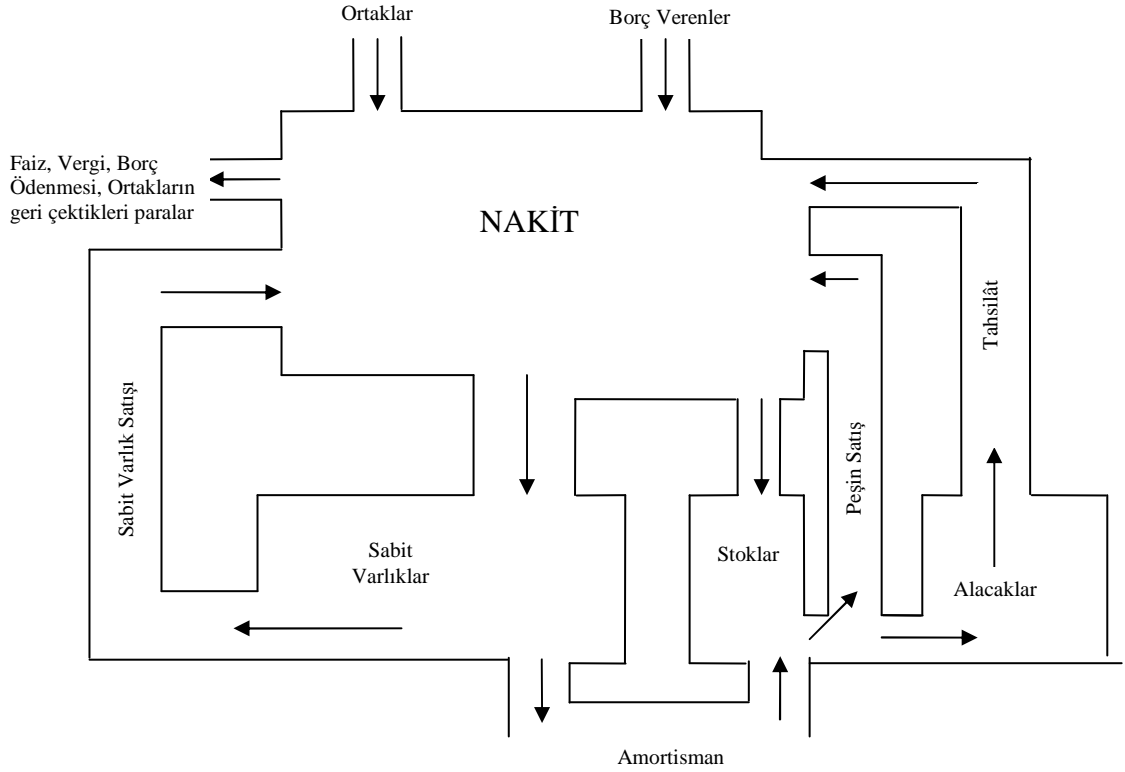 Ortaklar
Borç Verenler
Faiz, Vergi, Borç
Ödenmesi, Ortakların
geri çektikleri paralar
NAKİT
Tahsilât
Sabit Varlık Satışı
Peşin Satış
Sabit
Varlıklar
Stoklar
Alacaklar
Amortisman